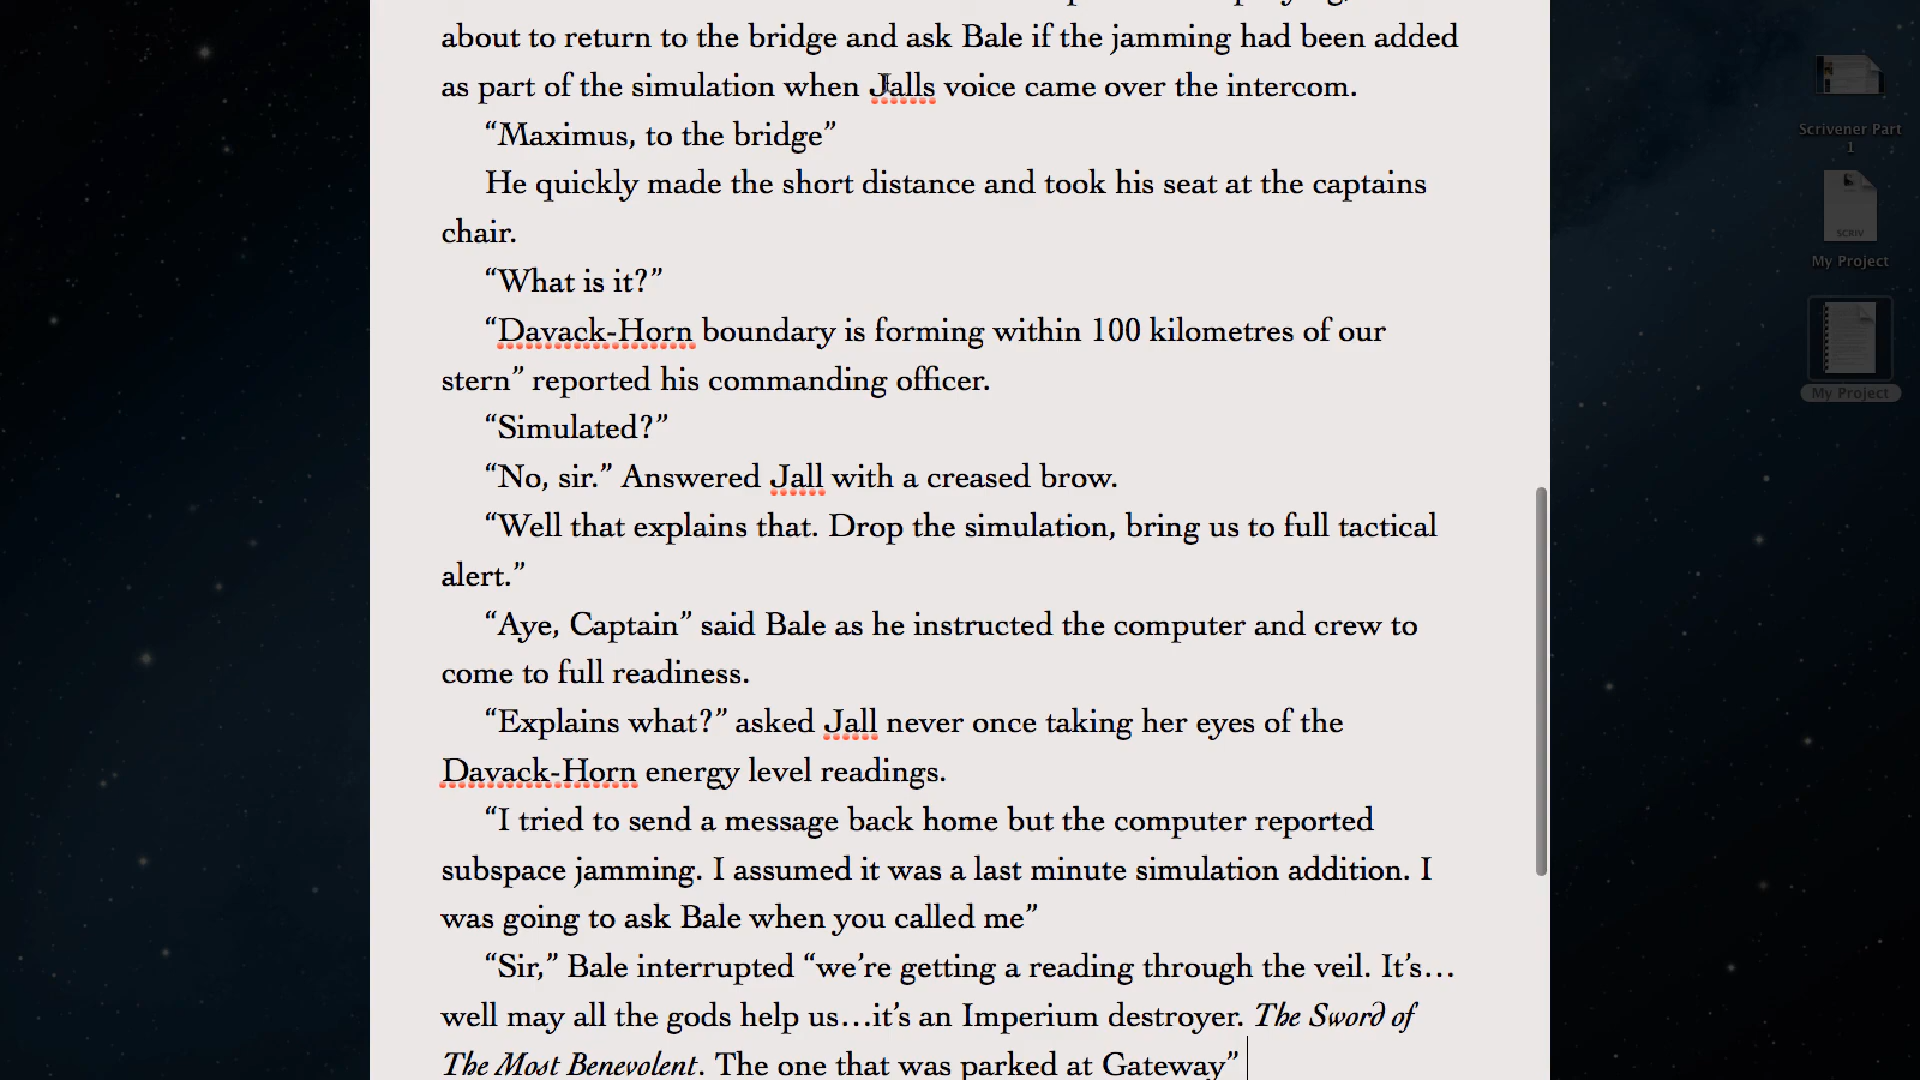 about to return to the bridge and ask Bale if the jamming had been added
as part of the simulation when Jalls voice came over the intercom.
“Maximus, to the bridge”
He quickly made the short distance and took his seat at the captains
chair.
“What is it?”
“Davack-Horn boundary is forming within 100 kilometres of our
stern” reported his commanding officer.
“Simulated?”
“No, sir.” Answered Jall with a creased brow.
“Well that explains that. Drop the simulation, bring us to full tactical
alert.”
“Aye, Captain” said Bale as he instructed the computer and crew to
come to full readiness.
“Explains what?” asked Jall never once taking her eyes of the
Davack-Horn energy level readings.
“I tried to send a message back home but the computer reported
subspace jamming. I assumed it was a last minute simulation addition. I
was going to ask Bale when you called me”
“Sir,” Bale interrupted “we’re getting a reading through the veil. It’s…
well may all the gods help us…it’s an Imperium destroyer. The Sword of
The Most Benevolent. The one that was parked at Gateway”
Scrivener Part
1
SCRIV
My Project
My Project